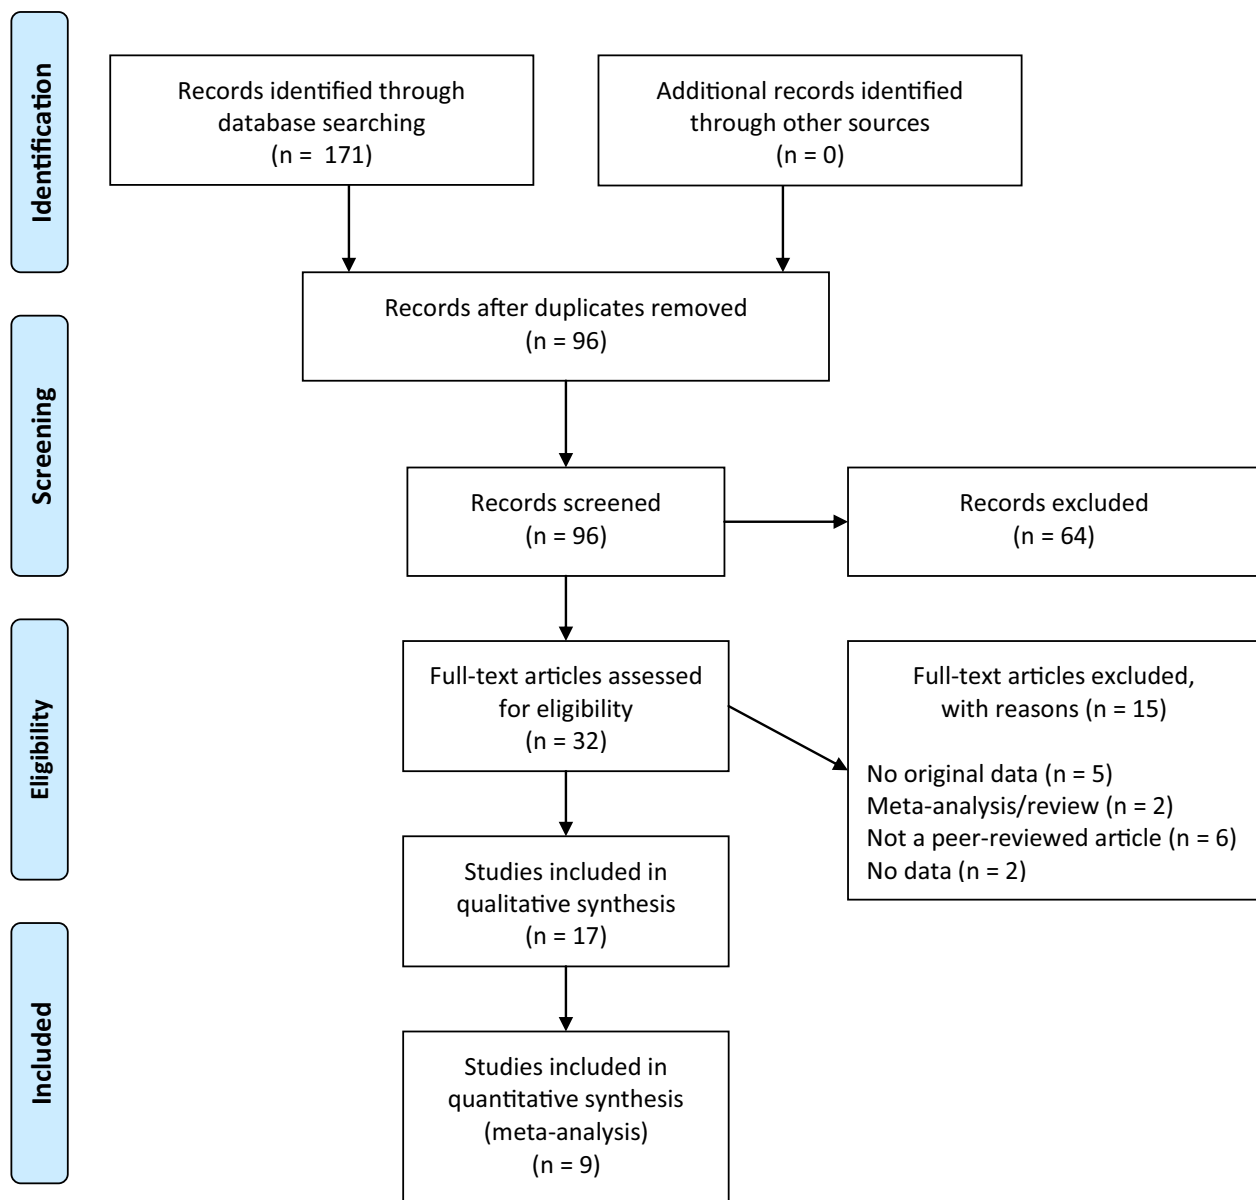 Identification
Records identified through
database searching
(n =  171)
Additional records identified
through other sources
(n = 0)
Records after duplicates removed
(n = 96)
Screening
Records screened
(n = 96)
Records excluded
(n = 64)
Eligibility
Full-text articles assessed
for eligibility
(n = 32)
Full-text articles excluded,
with reasons (n = 15)
No original data (n = 5)
Meta-analysis/review (n = 2)
Not a peer-reviewed article (n = 6)
No data (n = 2)
Studies included in
qualitative synthesis
(n = 17)
Included
Studies included in
quantitative synthesis
(meta-analysis)
(n = 9)